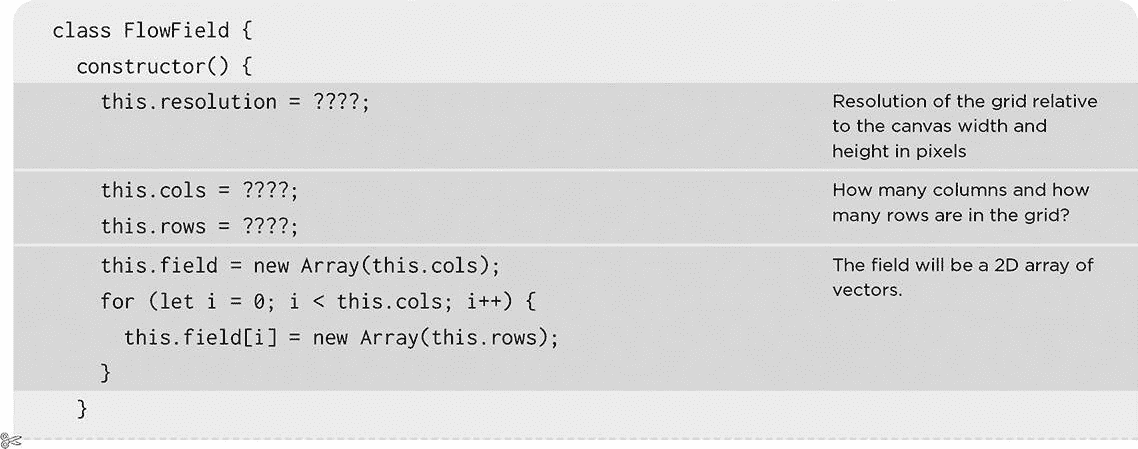 class FlowField {
constructor() {
this.resolution = ????;
Resolution of the grid relative
to the canvas width and
height in pixels
this.cols = ????;
this.rows = ????;
How many columns and how
many rows are in the grid?
this.field = new Array(this.cols);
for (let i = 0; i < this.cols; i++) {
this.field[i] = new Array(this.rows);
}
The field will be a 2D array of
vectors.
}